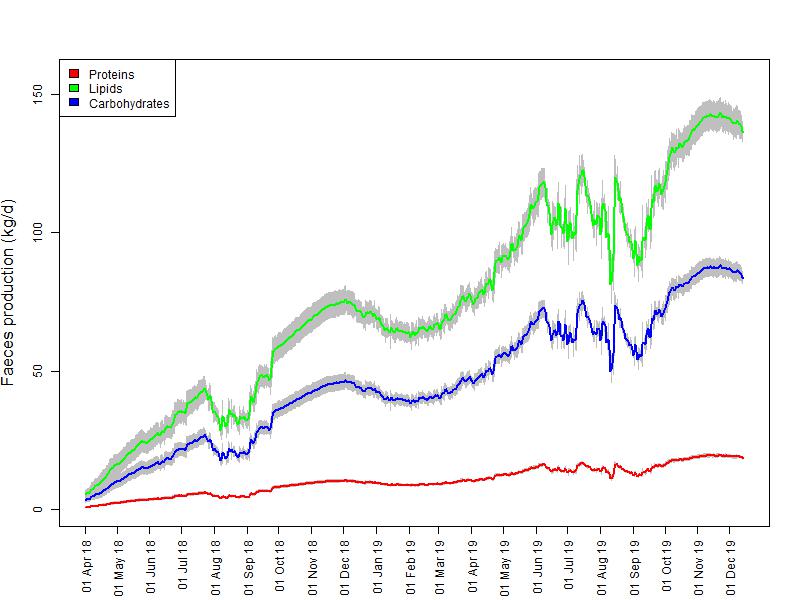 Proteins
Lipids
Carbohydrates
Faeces production (kg/d)
150
100
50
0
01 Apr 18
01 May 18
01 Jun 18
01 Jul 18
01 Aug 18
01 Sep 18
01 Oct 18
01 Nov 18
01 Dec 18
01 Jan 19
01 Feb 19
01 Mar 19
01 Apr 19
01 May 19
01 Jun 19
01 Jul 19
01 Aug 19
01 Sep 19
01 Oct 19
01 Nov 19
01 Dec 19